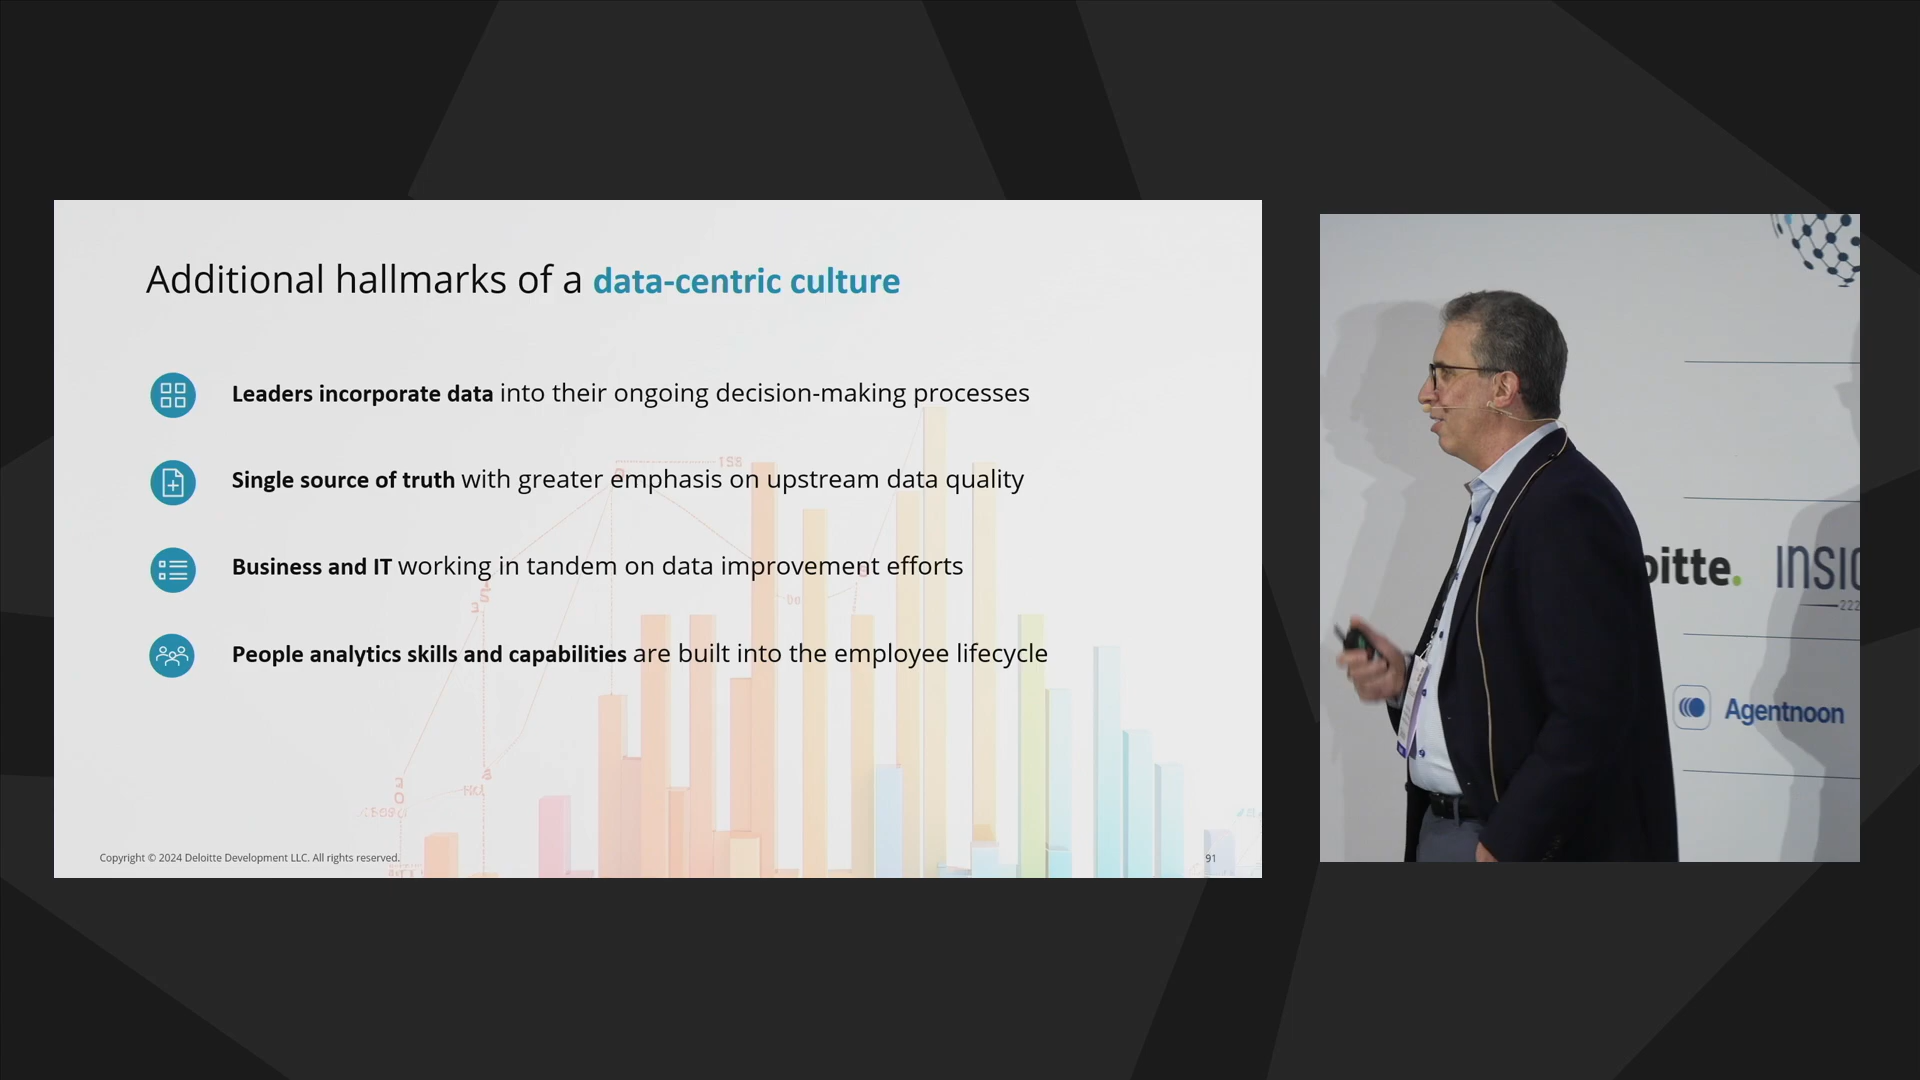 Additional hallmarks of a data-centric culture
Leaders incorporate data into their ongoing decision-making processes
Single source of truth with greater emphasis on upstream data quality
Business and IT working in tandem on data improvement efforts
People analytics skills and capabilities are built into the employee lifecycle
Copyright © 2024 Deloitte Development LLC. All rights reserved.
91
158
oitte.
INSIG
222
Agentnoon